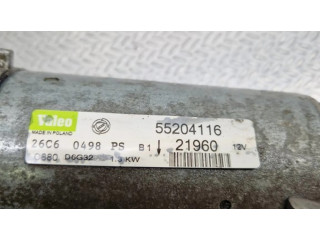 Valeo
MADE IN POLAND
55204116
26C6 0498 PS B1 21960 12V
D6G32 KW